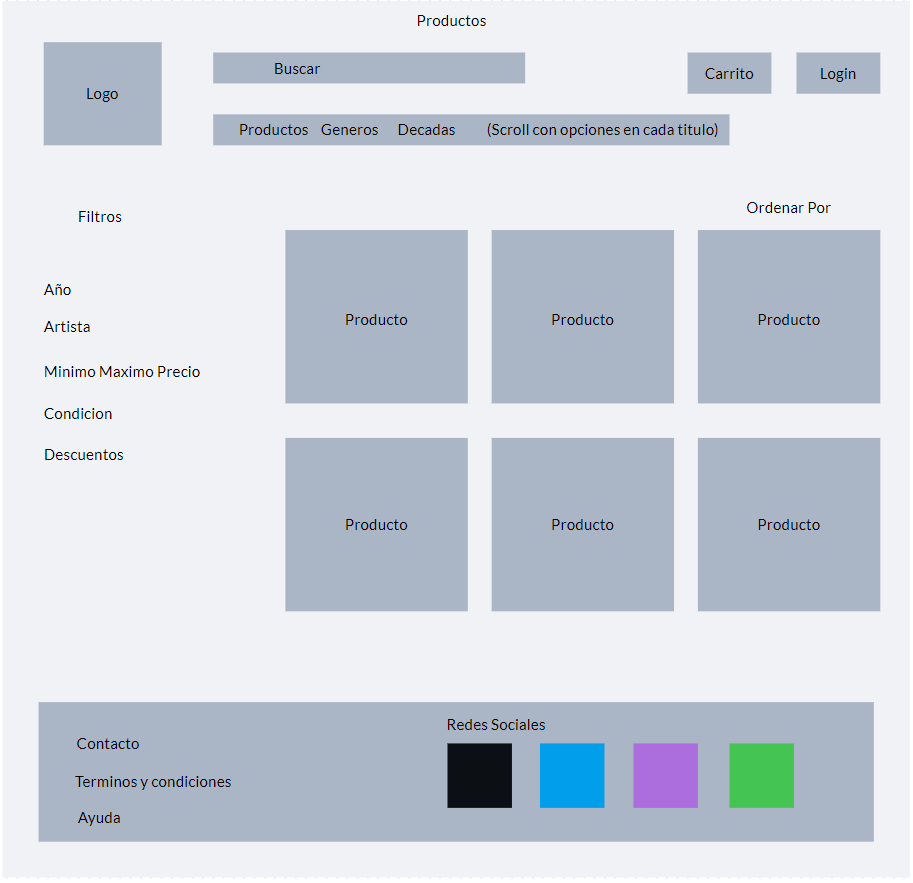 Productos
Logo
Buscar
Carrito
Login
Productos Generos Decadas (Scroll con opciones en cada titulo)
Filtros
Ordenar Por
Año
Artista
Minimo Maximo Precio
Condicion
Descuentos
Producto
Producto
Producto
Producto
Producto
Producto
Contacto
Terminos y condiciones
Ayuda
Redes Sociales